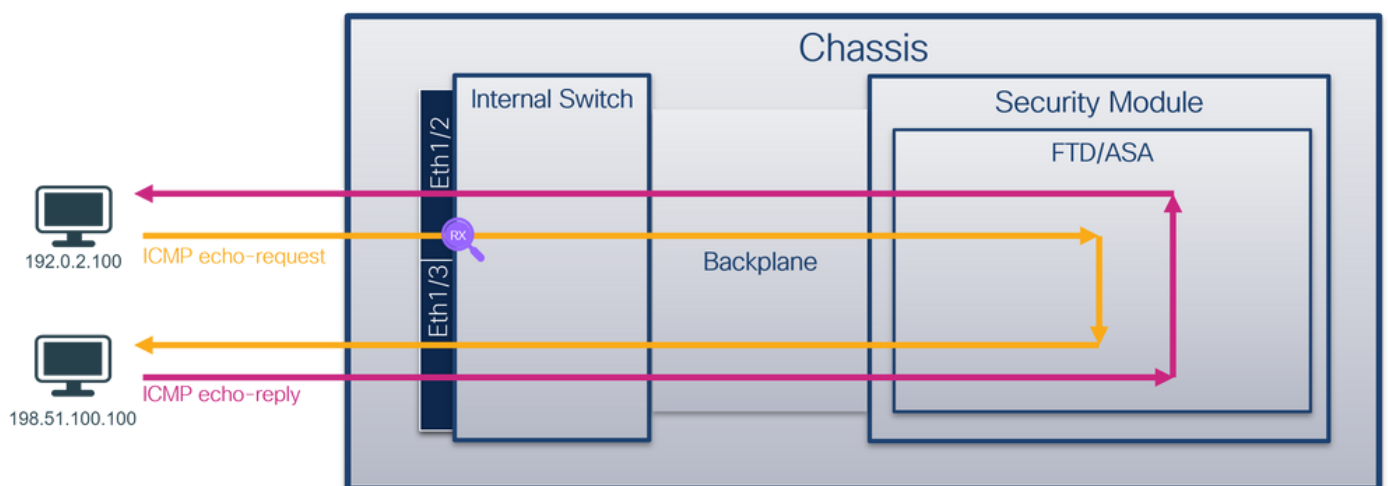 Chassis
Internal Switch
Security Module
FTD/ASA
Eth1/2
RX
192.0.2.100
ICMP echo-request
Backplane
Eth1/3
198.51.100.100
ICMP echo-reply